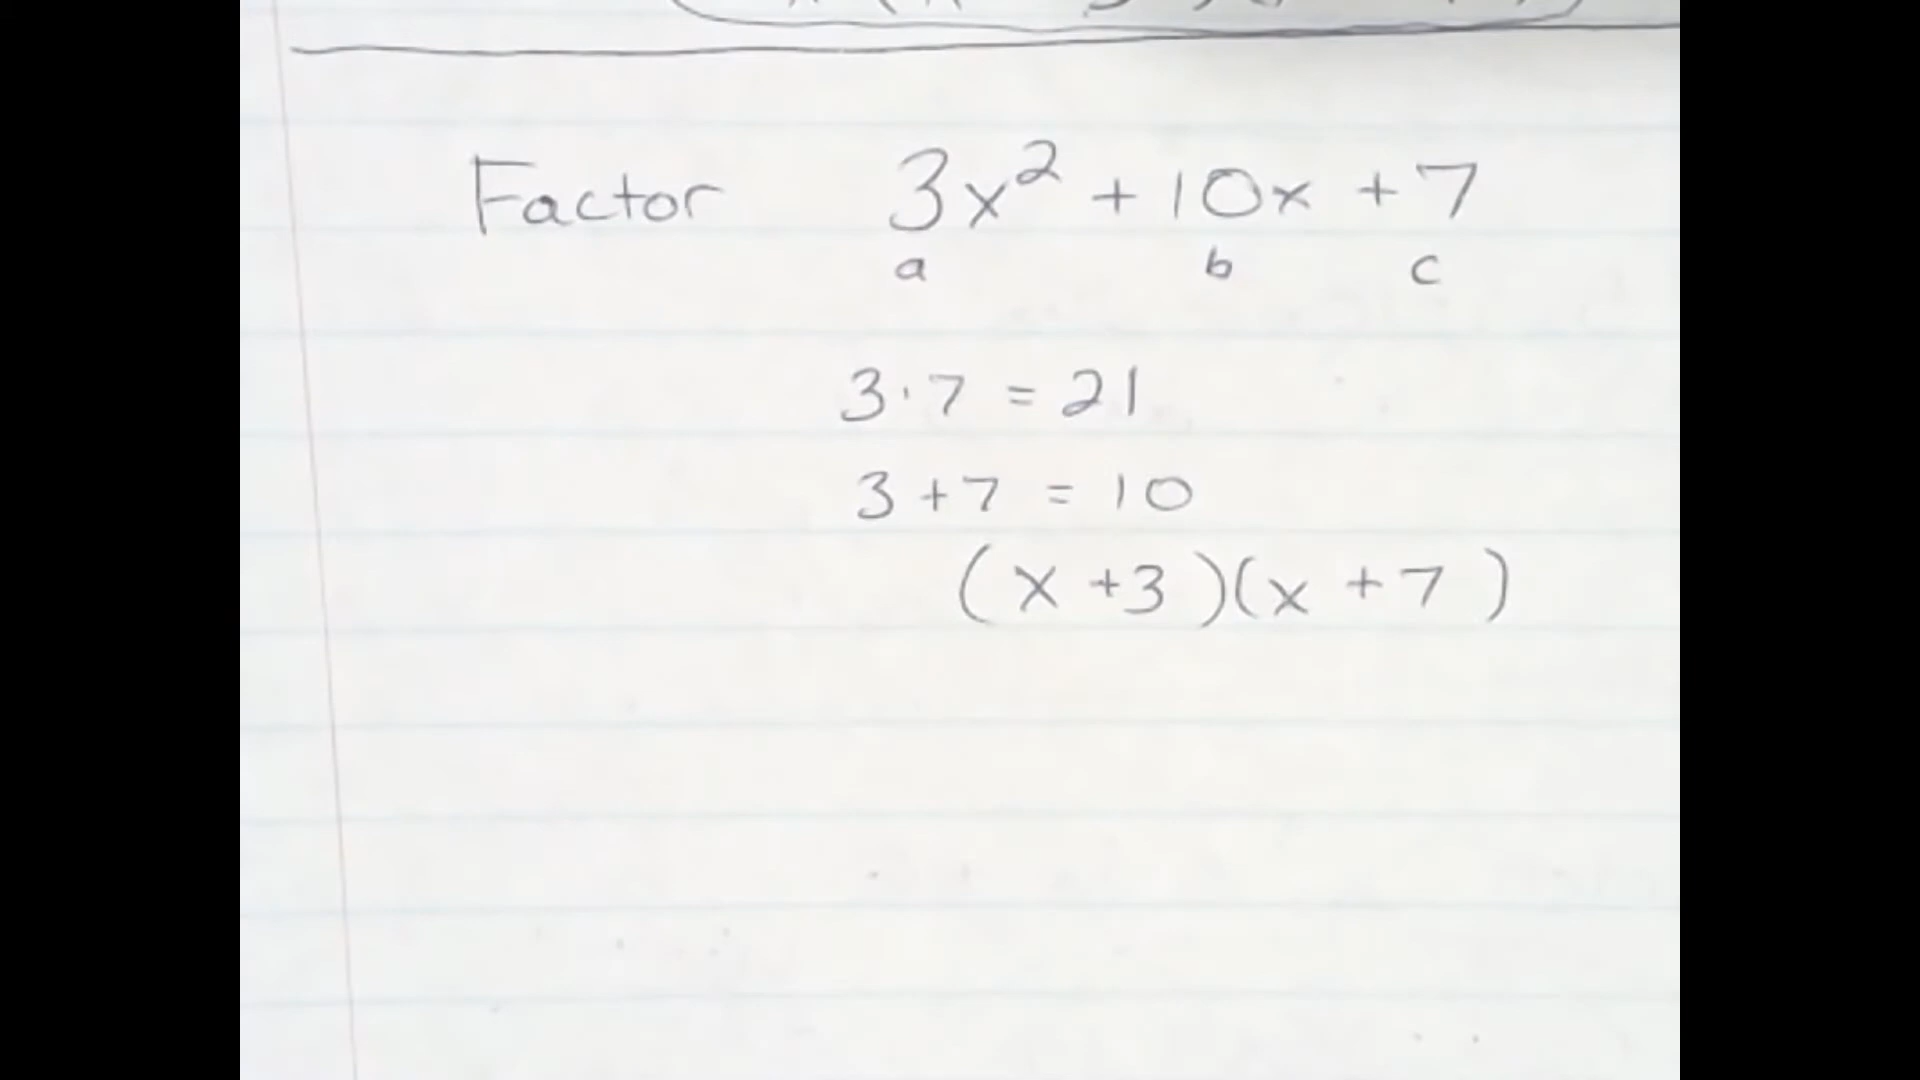 Factor 3x² + 10x + 7
a b c
3·7 = 21
3 + 7 = 10
(x + 3)(x + 7)